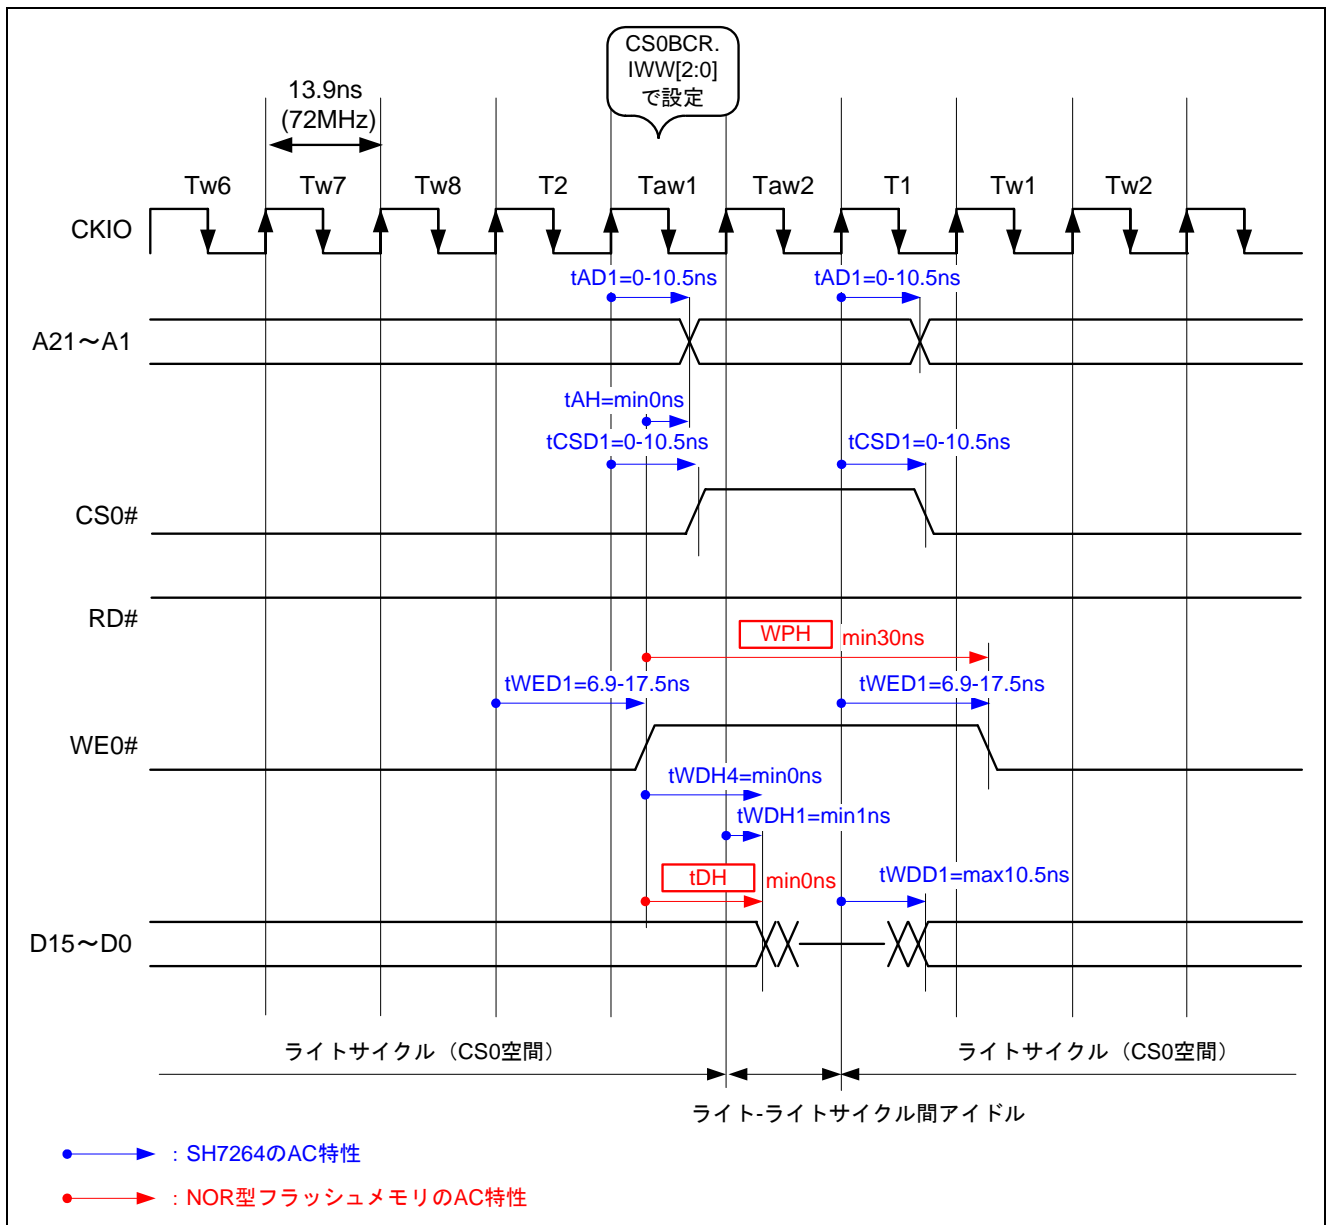 CS0BCR.
IWW[2:0]
で設定
13.9ns
(72MHz)
Tw6 Tw7 Tw8 T2 Taw1 Taw2 T1 Tw1 Tw2
CKIO
tAD1=0-10.5ns tAD1=0-10.5ns
A21～A1
tAH=min0ns
tCSD1=0-10.5ns tCSD1=0-10.5ns
CS0#
RD#
WPH min30ns
tWED1=6.9-17.5ns tWED1=6.9-17.5ns
WE0#
tWDH4=min0ns
tWDH1=min1ns
tDH min0ns tWDD1=max10.5ns
D15～D0
ライトサイクル（CS0空間） ライトサイクル（CS0空間）
ライト-ライトサイクル間アイドル
：SH7264のAC特性
：NOR型フラッシュメモリのAC特性